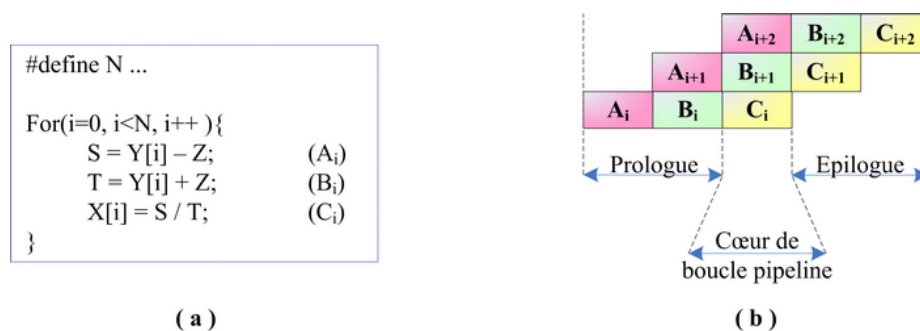 #define N ...
For(i=0, i<N, i++ ){
S = Y[i] – Z; (Ai)
T = Y[i] + Z; (Bi)
X[i] = S / T; (Ci)
}
( a )
Ai+2 Bi+2 Ci+2
Ai+1 Bi+1 Ci+1
Ai Bi Ci
Prologue Epilogue
Cœur de
boucle pipeline
( b )